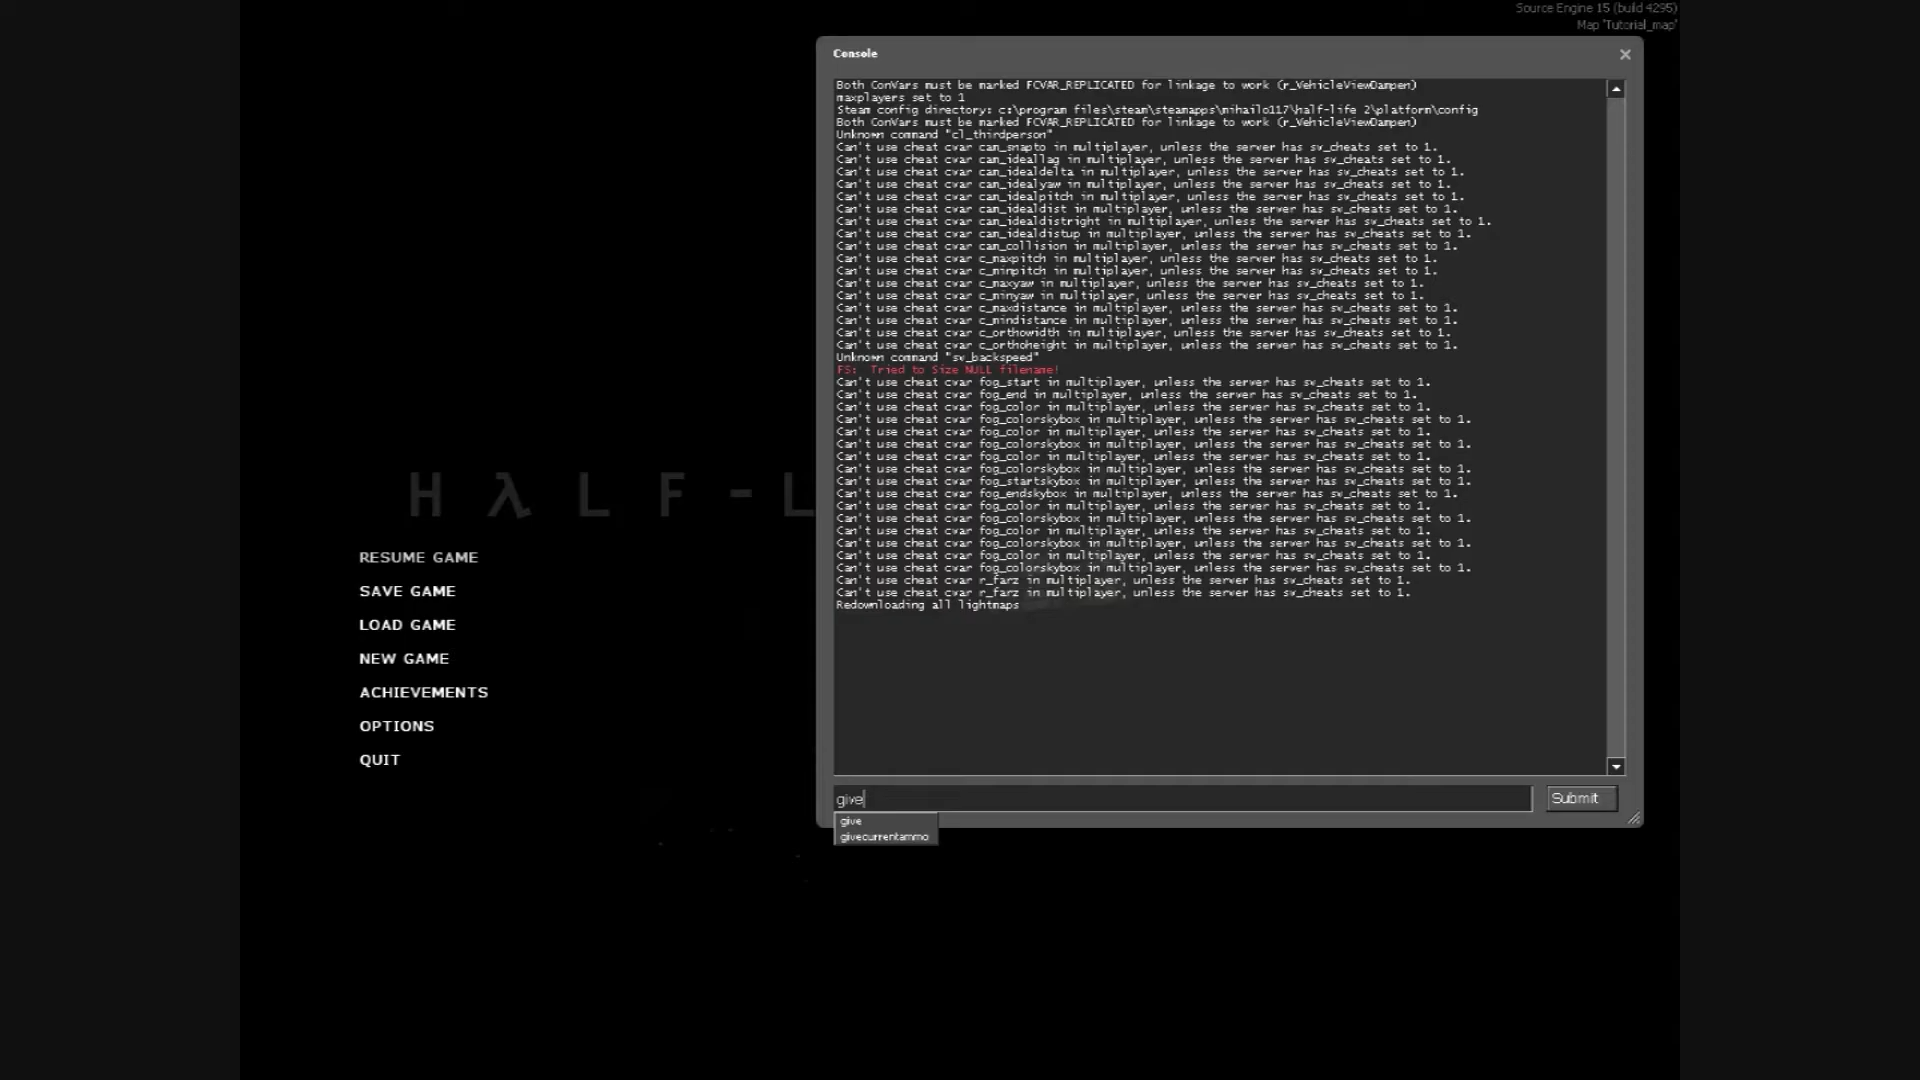 Source Engine 15 (build 4295)
Map 'Tutorial_map'
Console
Both ConVars must be marked FCVAR_REPLICATED for linkage to work (r_VehicleViewDampen)
maxplayers set to 1
Steam config directory: c:\program files\steam\steamapps\mihailo117\half-life 2\platform\config
Both ConVars must be marked FCVAR_REPLICATED for linkage to work (r_VehicleViewDampen)
Unknown command "cl_thirdperson"
Can't use cheat cvar cam_snapto in multiplayer, unless the server has sv_cheats set to 1.
Can't use cheat cvar cam_ideallag in multiplayer, unless the server has sv_cheats set to 1.
Can't use cheat cvar cam_idealdelta in multiplayer, unless the server has sv_cheats set to 1.
Can't use cheat cvar cam_idealyaw in multiplayer, unless the server has sv_cheats set to 1.
Can't use cheat cvar cam_idealpitch in multiplayer, unless the server has sv_cheats set to 1.
Can't use cheat cvar cam_idealdist in multiplayer, unless the server has sv_cheats set to 1.
Can't use cheat cvar cam_idealdistright in multiplayer, unless the server has sv_cheats set to 1.
Can't use cheat cvar cam_idealdistup in multiplayer, unless the server has sv_cheats set to 1.
Can't use cheat cvar cam_collision in multiplayer, unless the server has sv_cheats set to 1.
Can't use cheat cvar c_maxpitch in multiplayer, unless the server has sv_cheats set to 1.
Can't use cheat cvar c_minpitch in multiplayer, unless the server has sv_cheats set to 1.
Can't use cheat cvar c_maxyaw in multiplayer, unless the server has sv_cheats set to 1.
Can't use cheat cvar c_minyaw in multiplayer, unless the server has sv_cheats set to 1.
Can't use cheat cvar c_maxdistance in multiplayer, unless the server has sv_cheats set to 1.
Can't use cheat cvar c_mindistance in multiplayer, unless the server has sv_cheats set to 1.
Can't use cheat cvar c_orthowidth in multiplayer, unless the server has sv_cheats set to 1.
Can't use cheat cvar c_orthoheight in multiplayer, unless the server has sv_cheats set to 1.
Unknown command "sv_backspeed"
FS: Tried to Size NULL filename!
Can't use cheat cvar fog_start in multiplayer, unless the server has sv_cheats set to 1.
Can't use cheat cvar fog_end in multiplayer, unless the server has sv_cheats set to 1.
Can't use cheat cvar fog_color in multiplayer, unless the server has sv_cheats set to 1.
Can't use cheat cvar fog_colorskybox in multiplayer, unless the server has sv_cheats set to 1.
Can't use cheat cvar fog_color in multiplayer, unless the server has sv_cheats set to 1.
Can't use cheat cvar fog_colorskybox in multiplayer, unless the server has sv_cheats set to 1.
Can't use cheat cvar fog_color in multiplayer, unless the server has sv_cheats set to 1.
Can't use cheat cvar fog_colorskybox in multiplayer, unless the server has sv_cheats set to 1.
Can't use cheat cvar fog_startskybox in multiplayer, unless the server has sv_cheats set to 1.
Can't use cheat cvar fog_endskybox in multiplayer, unless the server has sv_cheats set to 1.
Can't use cheat cvar fog_color in multiplayer, unless the server has sv_cheats set to 1.
Can't use cheat cvar fog_colorskybox in multiplayer, unless the server has sv_cheats set to 1.
Can't use cheat cvar fog_color in multiplayer, unless the server has sv_cheats set to 1.
Can't use cheat cvar fog_colorskybox in multiplayer, unless the server has sv_cheats set to 1.
Can't use cheat cvar fog_color in multiplayer, unless the server has sv_cheats set to 1.
Can't use cheat cvar fog_colorskybox in multiplayer, unless the server has sv_cheats set to 1.
Can't use cheat cvar r_farz in multiplayer, unless the server has sv_cheats set to 1.
Can't use cheat cvar r_farz in multiplayer, unless the server has sv_cheats set to 1.
Redownloading all lightmaps
HλLF-L
RESUME GAME
SAVE GAME
LOAD GAME
NEW GAME
ACHIEVEMENTS
OPTIONS
QUIT
give
Submit
give
givecurrentammo